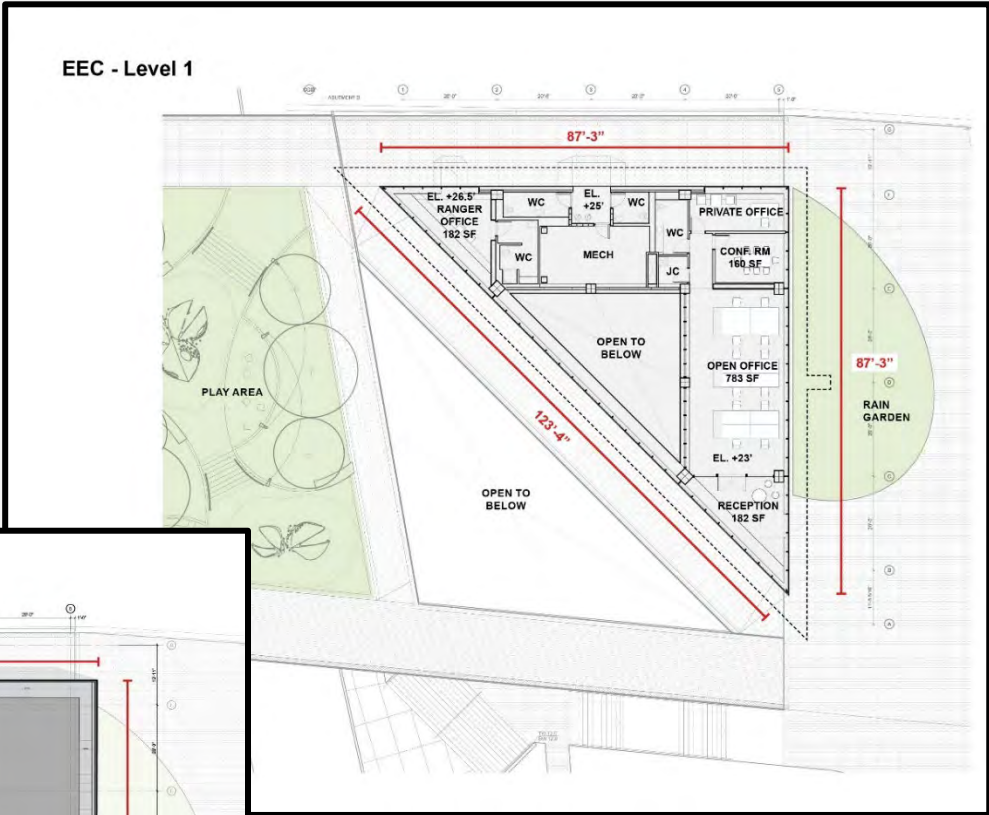 EEC - Level 1
87'-3"
EL. +26.5'
RANGER
OFFICE
182 SF
WC
EL.
+25'
WC
PRIVATE OFFICE
WC
WC
MECH
CONF. RM
160 SF
JC
OPEN TO
BELOW
OPEN OFFICE
783 SF
87'-3"
PLAY AREA
RAIN
GARDEN
123'-4"
EL. +23'
OPEN TO
BELOW
RECEPTION
182 SF